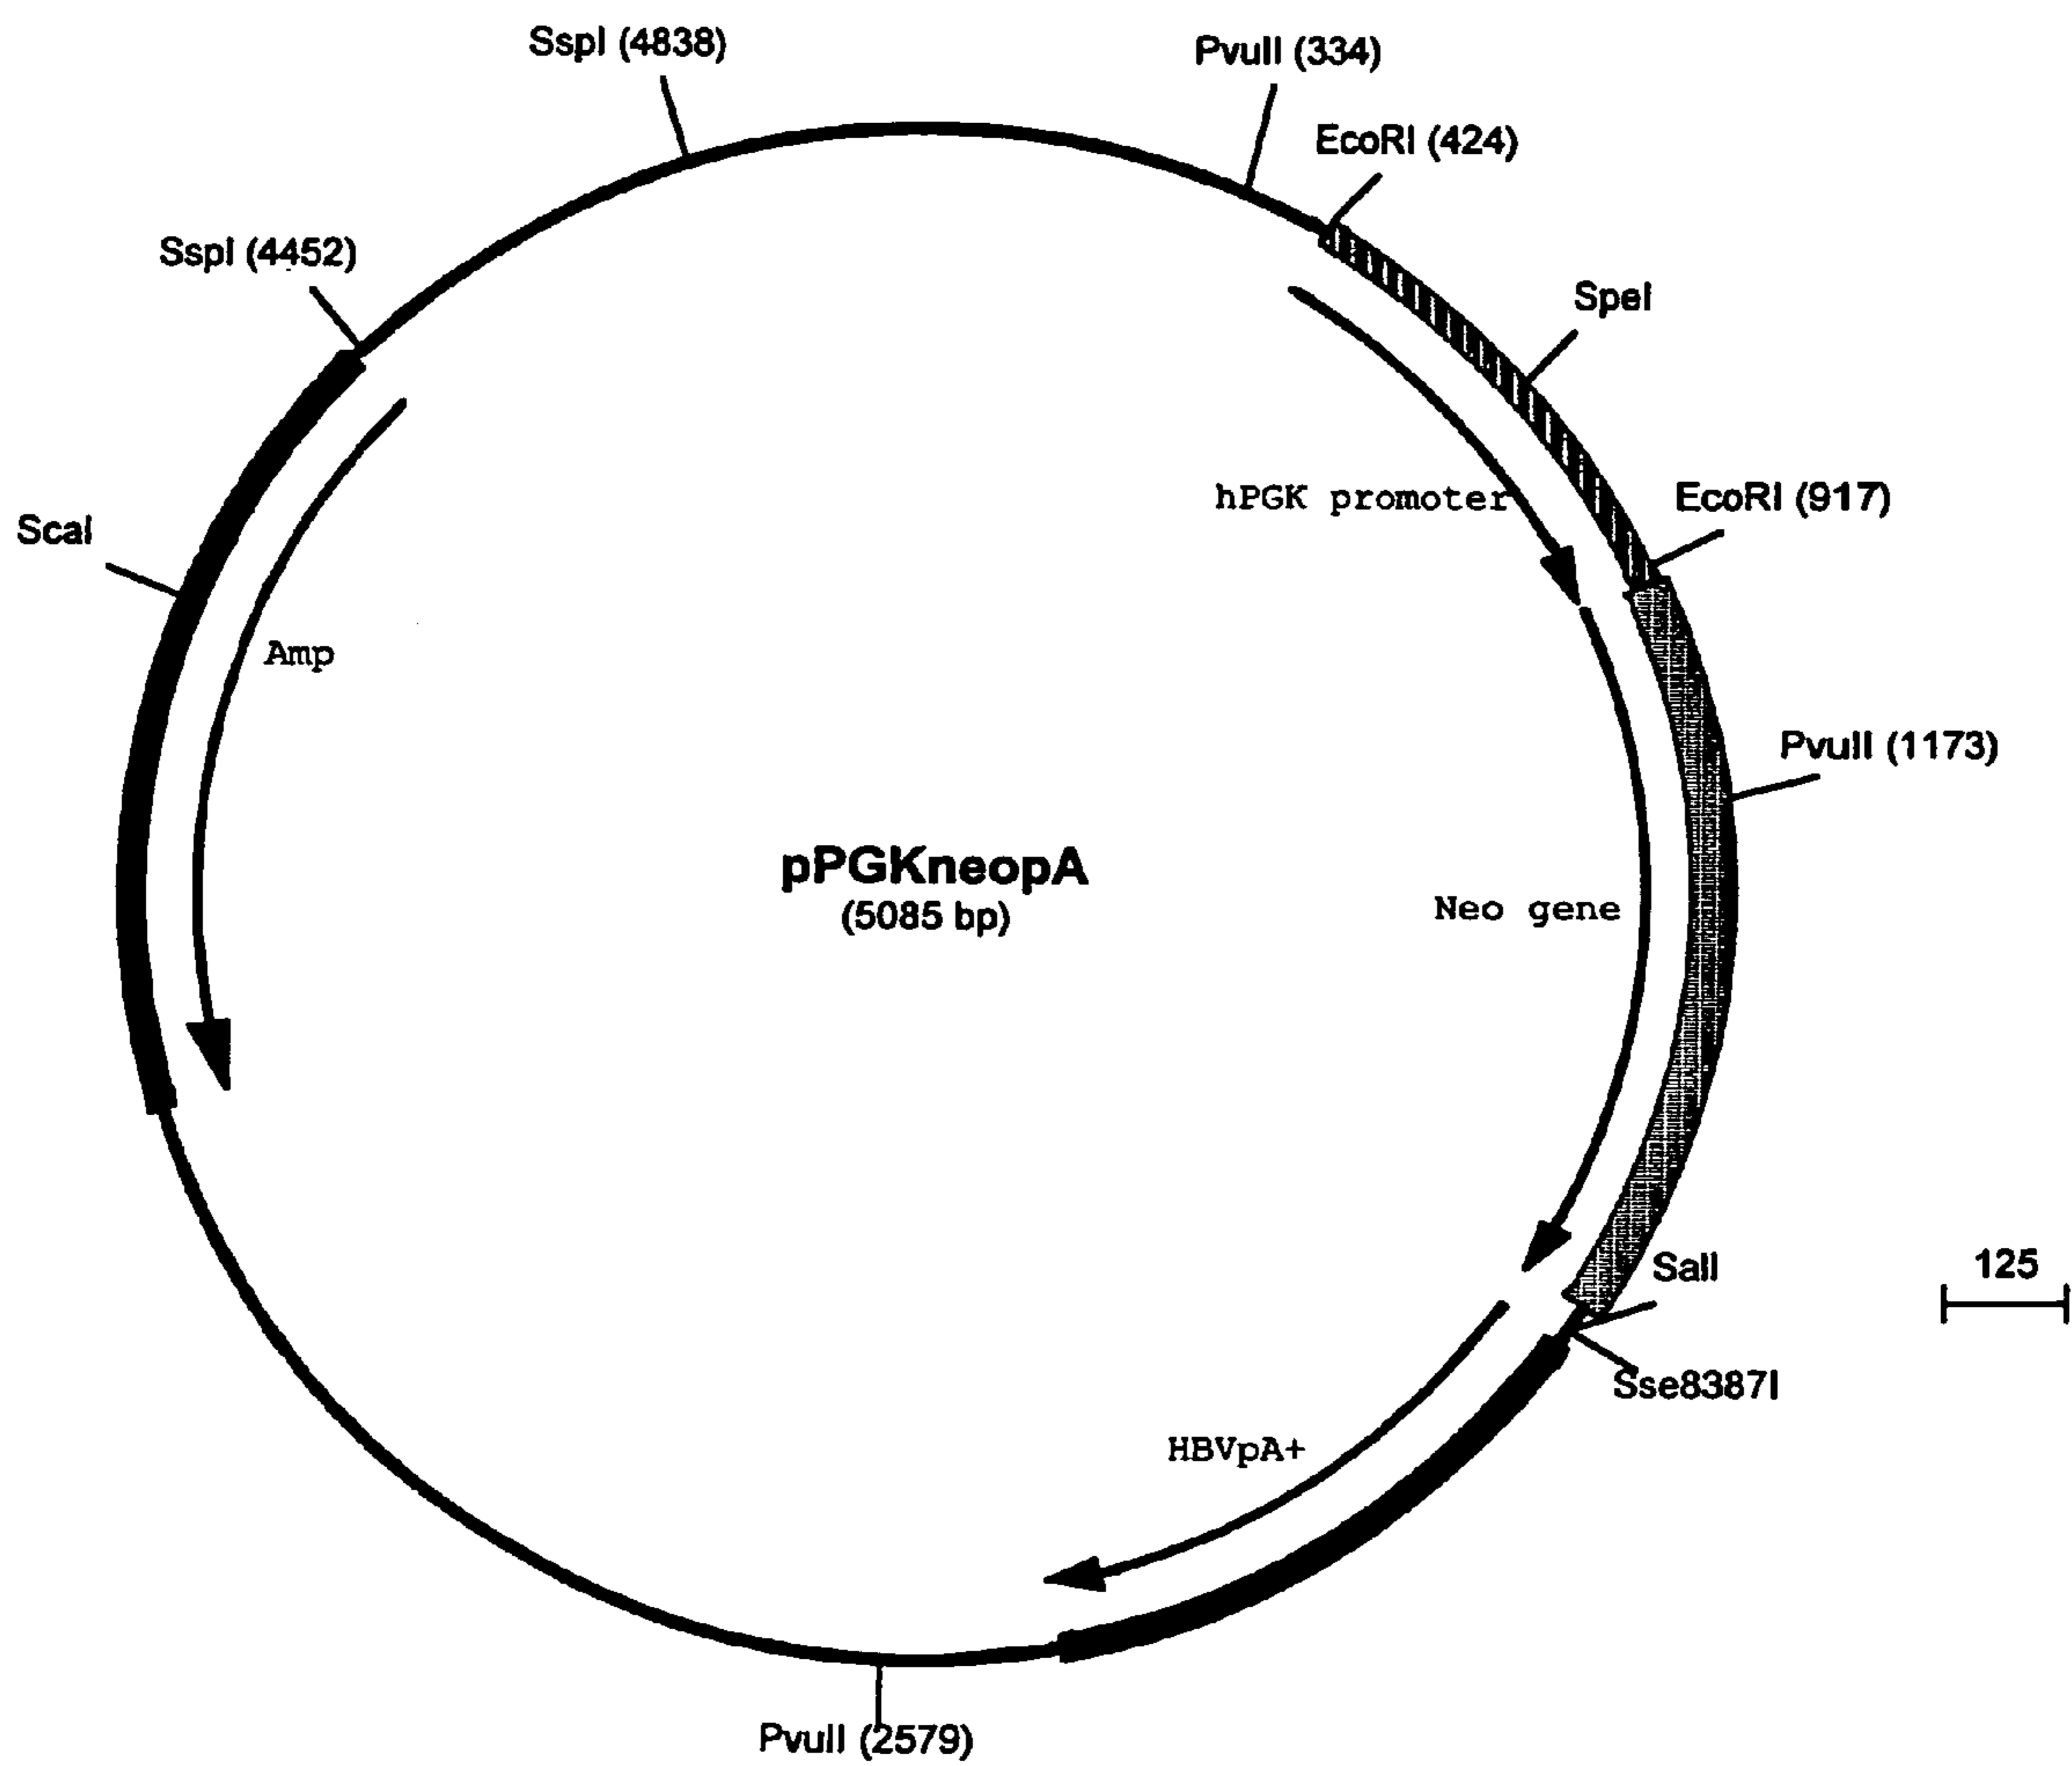 SspI (4838)
PvuII (334)
EcoRI (424)
SspI (4452)
SpeI
hPGK promoter
EcoRI (917)
ScaI
Amp
PvuII (1173)
pPGKneopA
(5085 bp)
Neo gene
SalI
125
Sse8387I
HBVpA+
PvuII (2579)